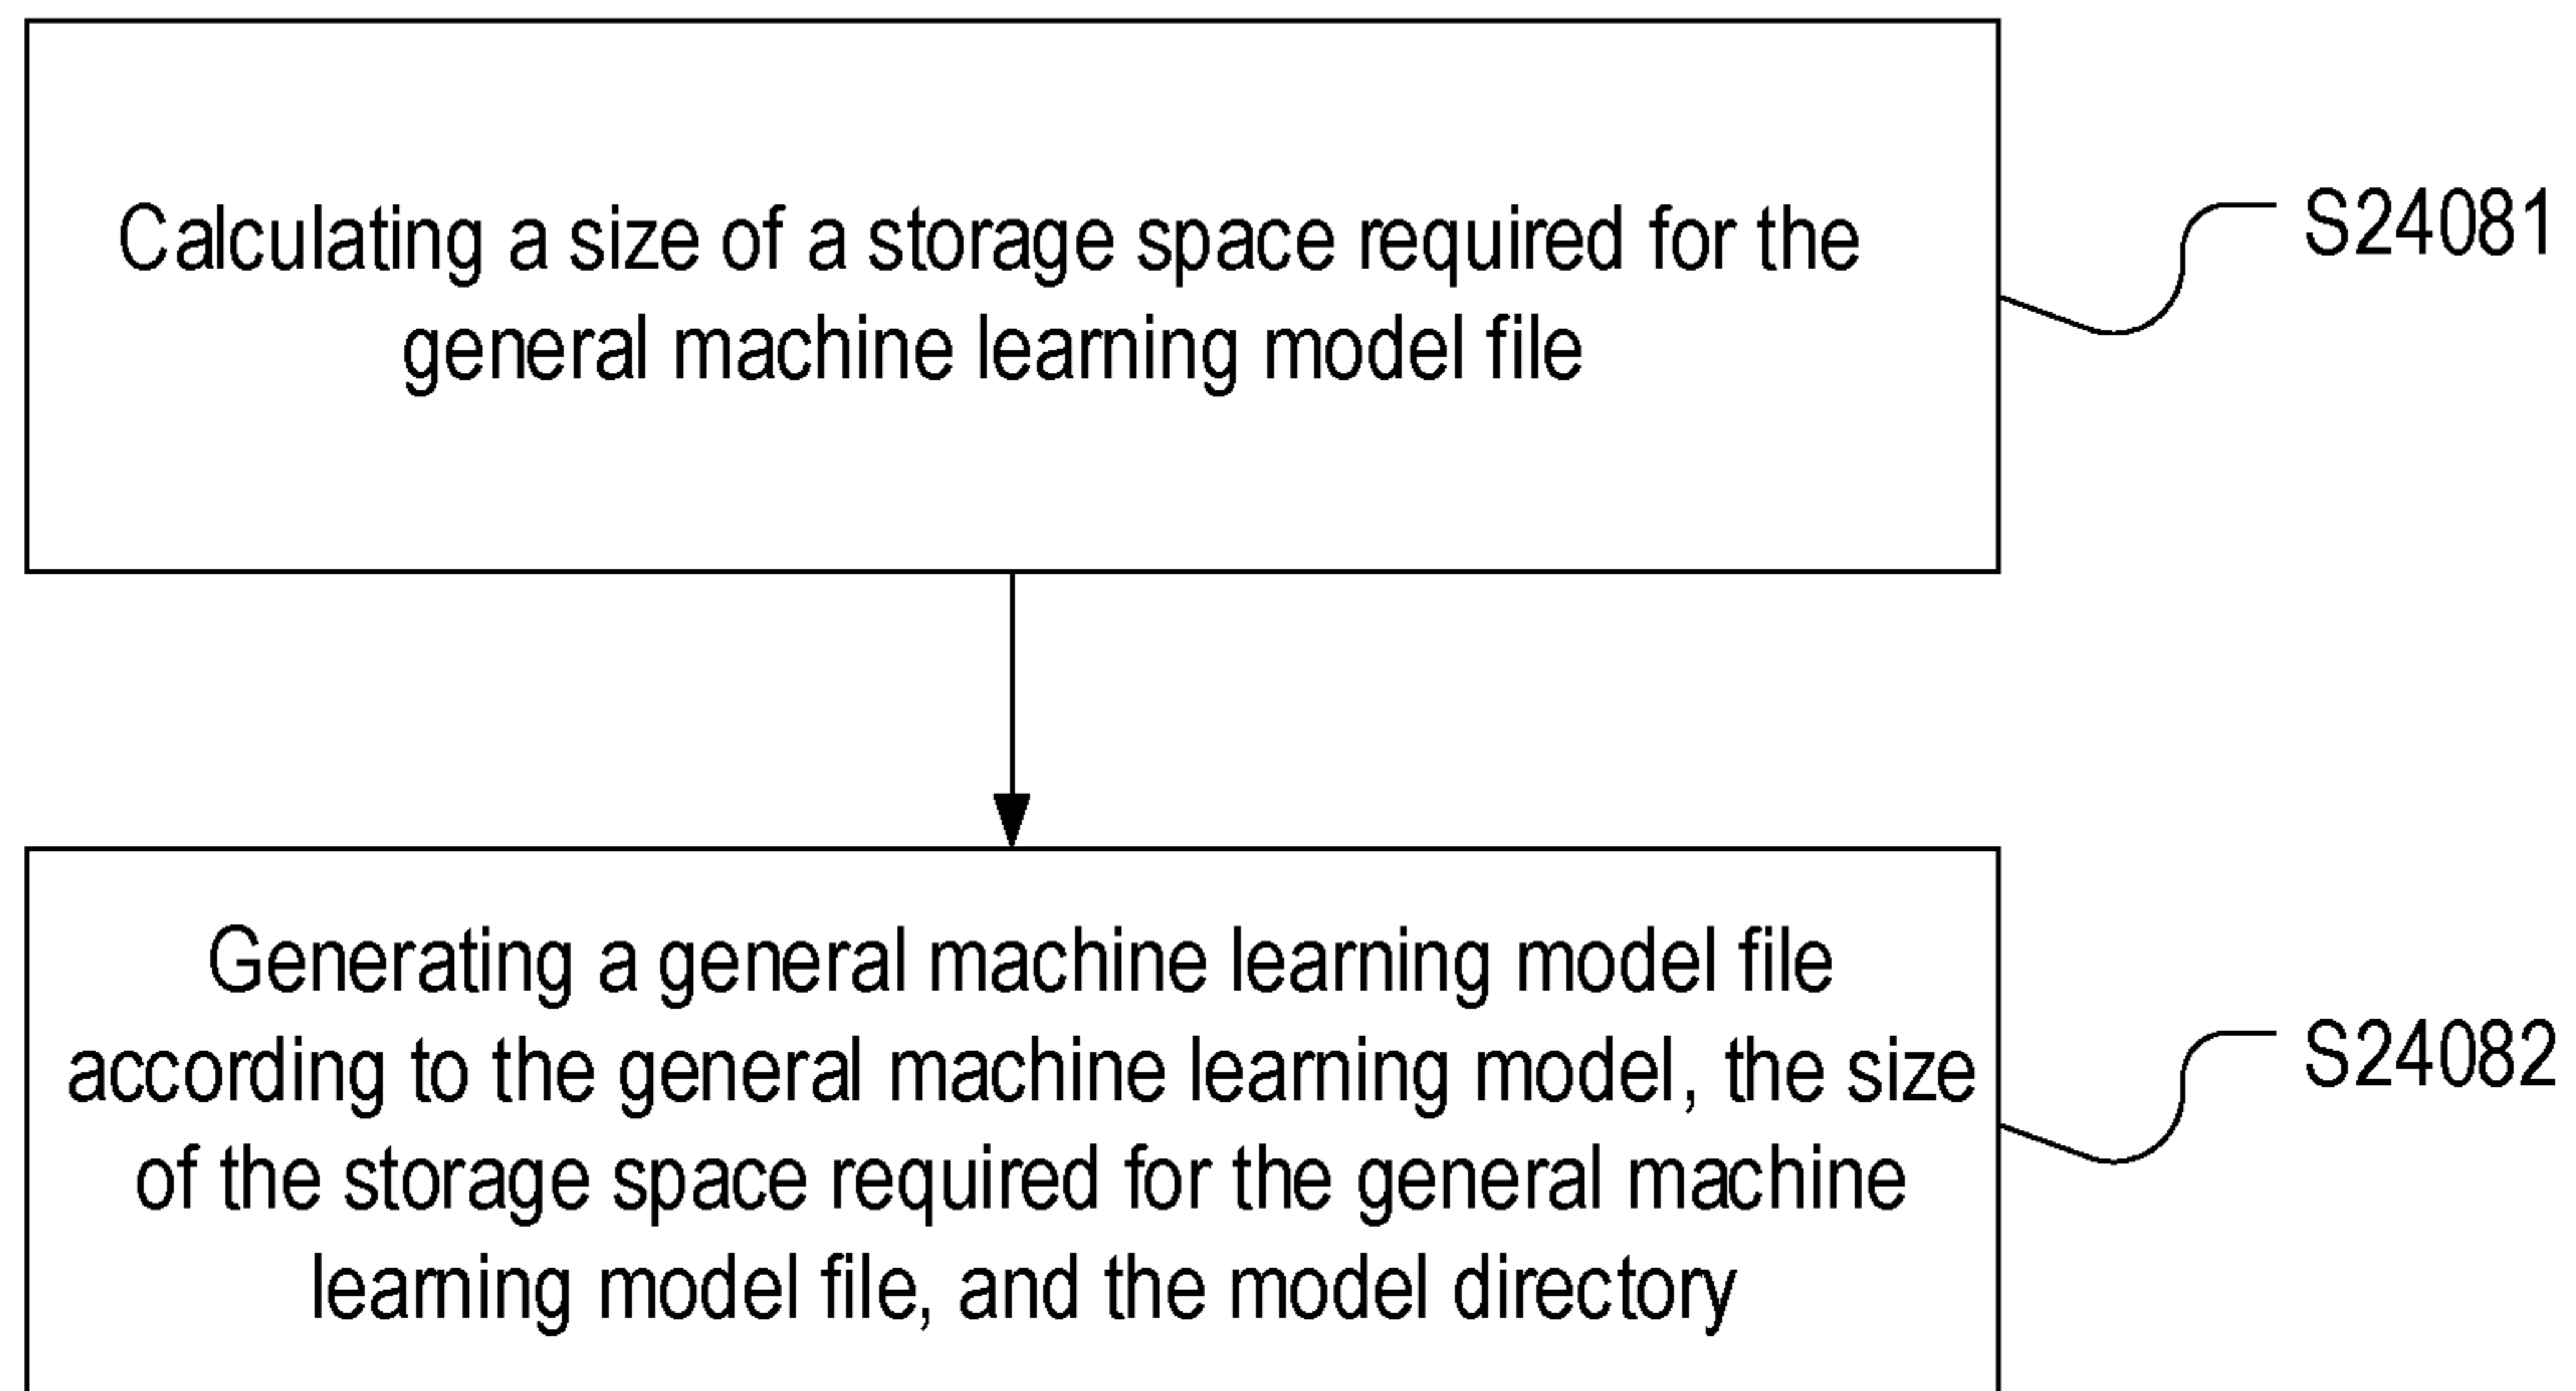 Calculating a size of a storage space required for the
general machine learning model file
S24081
Generating a general machine learning model file
according to the general machine learning model, the size
of the storage space required for the general machine
learning model file, and the model directory
S24082